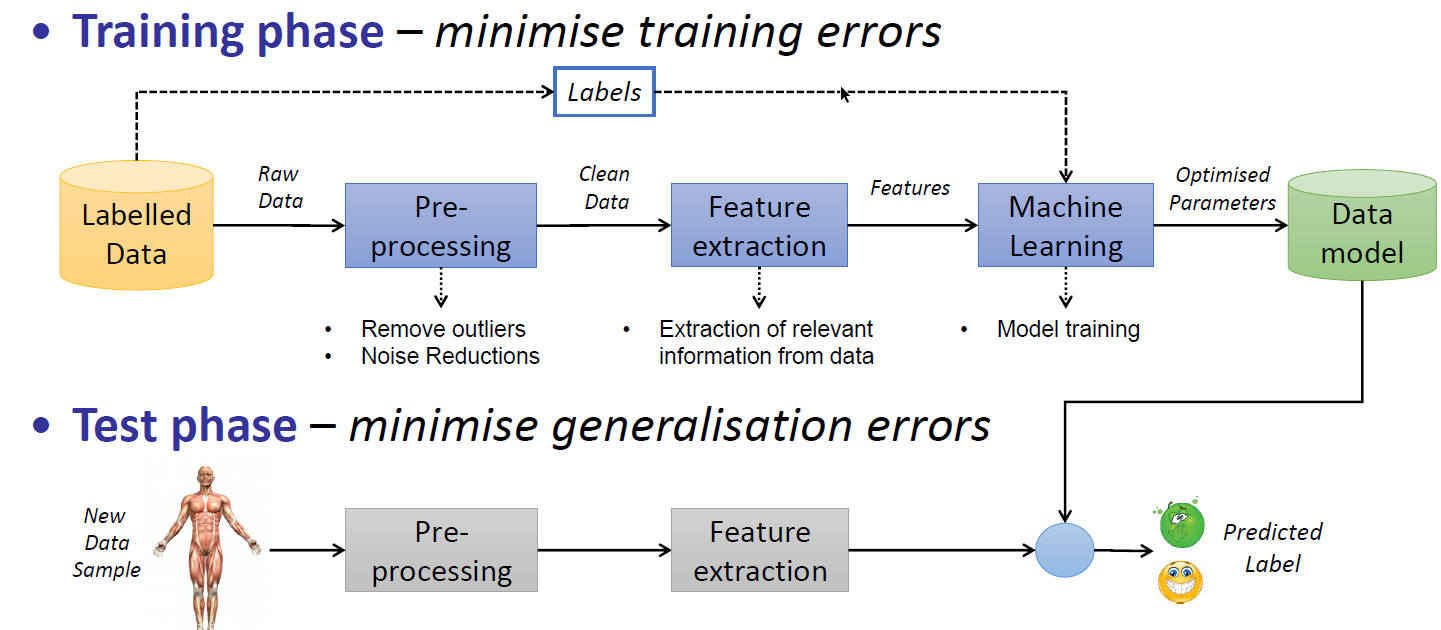 • Training phase – minimise training errors
Labels
Labelled
Data
Raw
Data
Pre-
processing
Clean
Data
Feature
extraction
Features
Machine
Learning
Optimised
Parameters
Data
model
• Remove outliers
• Noise Reductions
• Extraction of relevant
information from data
• Model training
• Test phase – minimise generalisation errors
New
Data
Sample
Pre-
processing
Feature
extraction
Predicted
Label